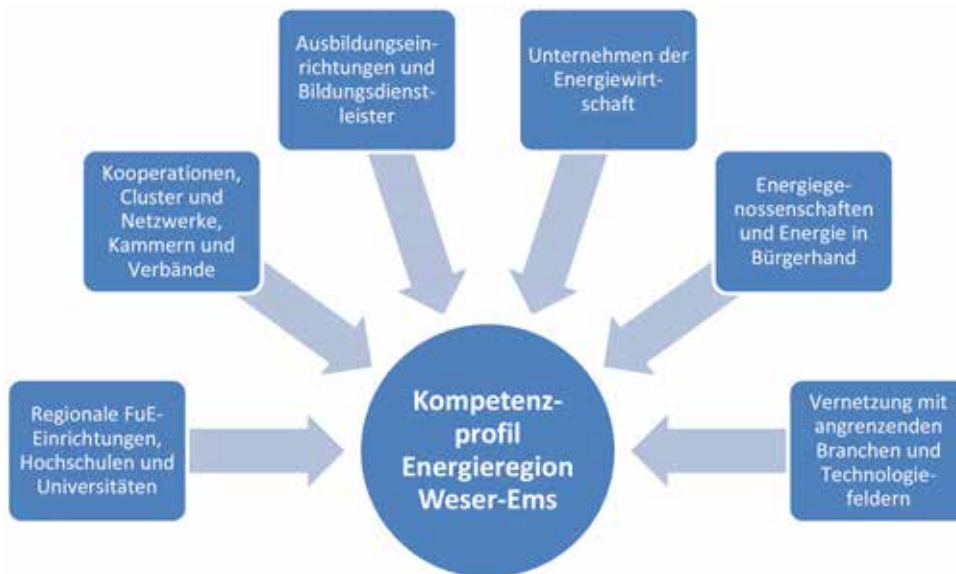 Ausbildungsein-
richtungen und
Bildungsdienst-
leister
Unternehmen der
Energiewirt-
schaft
Kooperationen,
Cluster und
Netzwerke,
Kammern und
Verbände
Energiege-
nossenschaften
und Energie in
Bürgerhand
Regionale FuE-
Einrichtungen,
Hochschulen und
Universitäten
Kompetenz-
profil
Energieregion
Weser-Ems
Vernetzung mit
angrenzenden
Branchen und
Technologie-
feldern